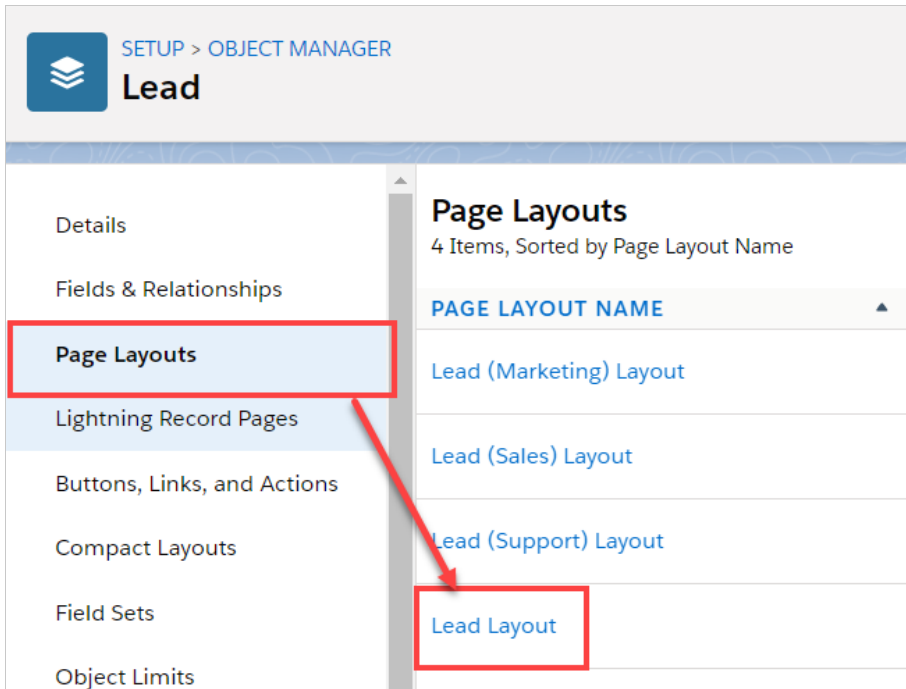 SETUP > OBJECT MANAGER
Lead
Details
Fields & Relationships
Page Layouts
Lightning Record Pages
Buttons, Links, and Actions
Compact Layouts
Field Sets
Object Limits
Page Layouts
4 Items, Sorted by Page Layout Name
PAGE LAYOUT NAME
Lead (Marketing) Layout
Lead (Sales) Layout
Lead (Support) Layout
Lead Layout